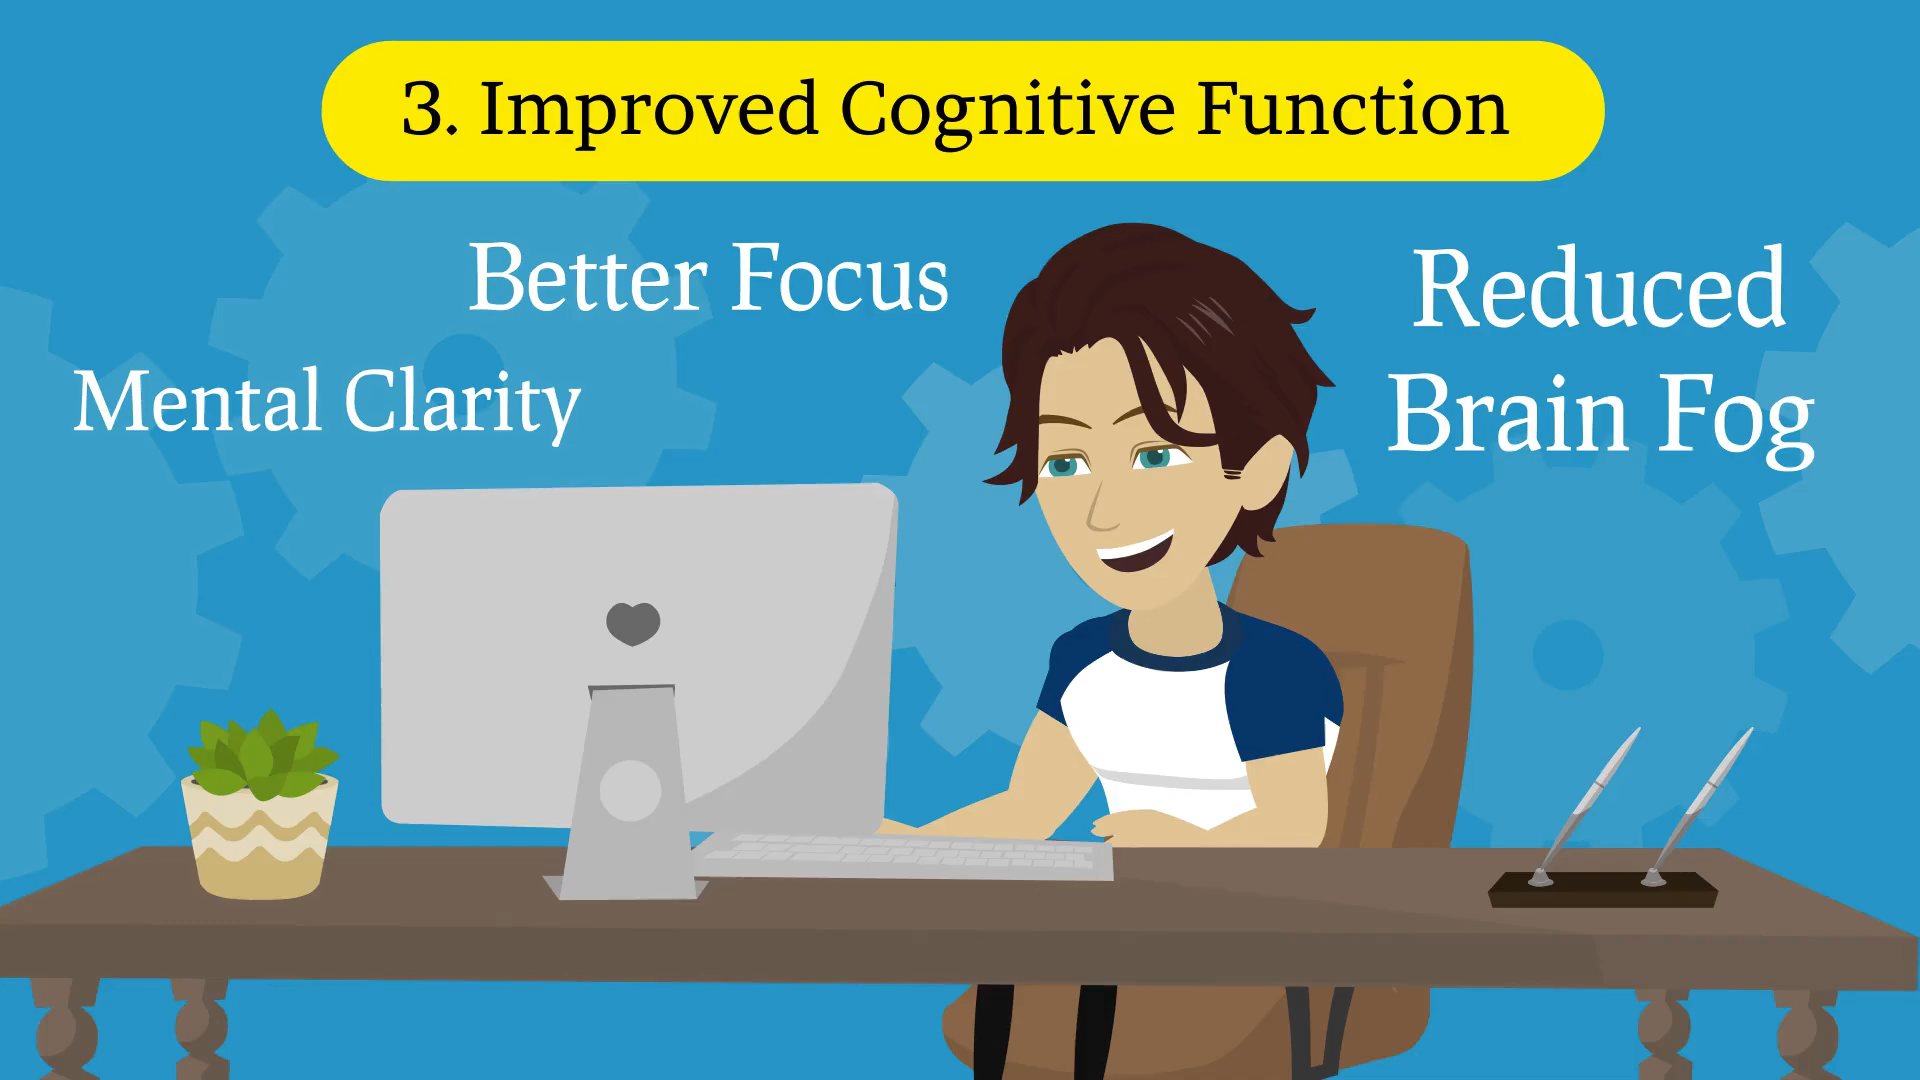 3. Improved Cognitive Function
Better Focus
Mental Clarity
Reduced
Brain Fog